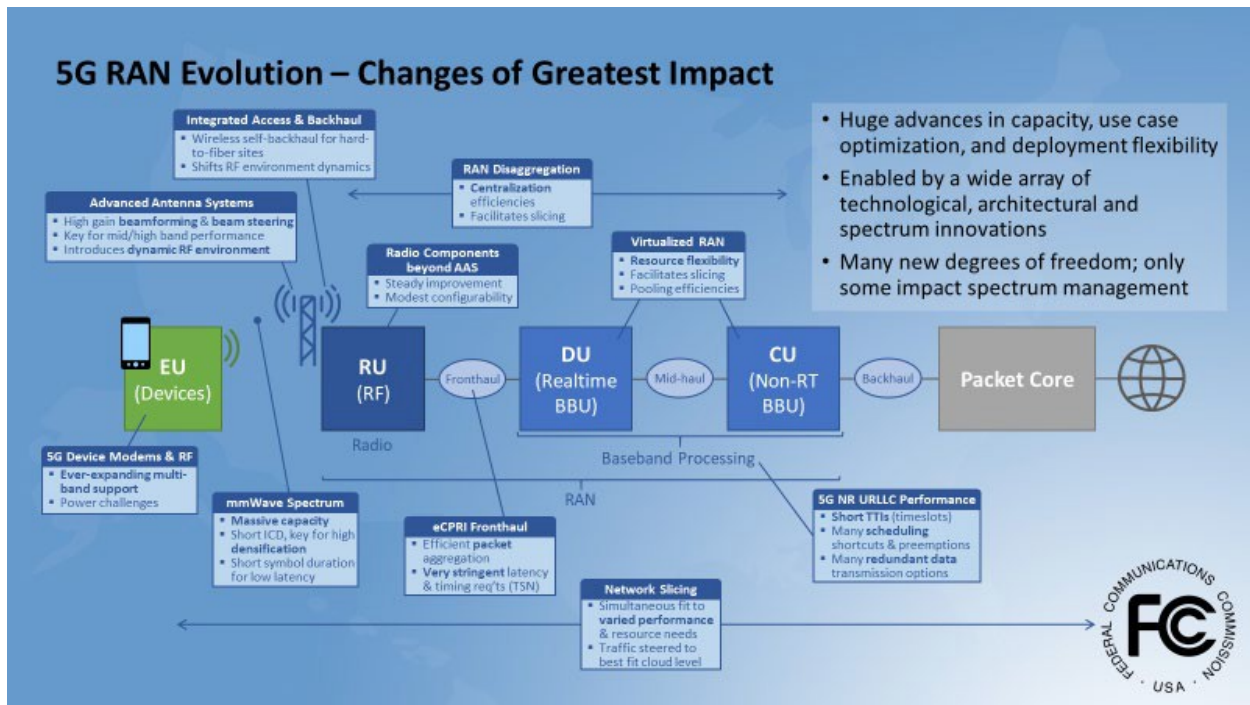 5G RAN Evolution – Changes of Greatest Impact
Integrated Access & Backhaul
▪ Wireless self-backhaul for hard-
to-fiber sites
▪ Shifts RF environment dynamics
Advanced Antenna Systems
▪ High gain beamforming & beam steering
▪ Key for mid/high band performance
▪ Introduces dynamic RF environment
RAN Disaggregation
▪ Centralization
efficiencies
▪ Facilitates slicing
Radio Components
beyond AAS
▪ Steady improvement
▪ Modest configurability
Virtualized RAN
▪ Resource flexibility
▪ Facilitates slicing
▪ Pooling efficiencies
• Huge advances in capacity, use case
optimization, and deployment flexibility
• Enabled by a wide array of
technological, architectural and
spectrum innovations
• Many new degrees of freedom; only
some impact spectrum management
EU
(Devices)
RU
(RF)
Fronthaul
DU
(Realtime
BBU)
Mid-haul
CU
(Non-RT
BBU)
Backhaul
Packet Core
Radio
Baseband Processing
RAN
5G Device Modems & RF
▪ Ever-expanding multi-
band support
▪ Power challenges
mmWave Spectrum
▪ Massive capacity
▪ Short ICD, key for high
densification
▪ Short symbol duration
for low latency
eCPRI Fronthaul
▪ Efficient packet
aggregation
▪ Very stringent latency
& timing req'ts (TSN)
5G NR URLLC Performance
▪ Short TTIs (timeslots)
▪ Many scheduling
shortcuts & preemptions
▪ Many redundant data
transmission options
Network Slicing
▪ Simultaneous fit to
varied performance
& resource needs
▪ Traffic steered to
best fit cloud level
FEDERAL COMMUNICATIONS COMMISSION
FCC
· USA ·